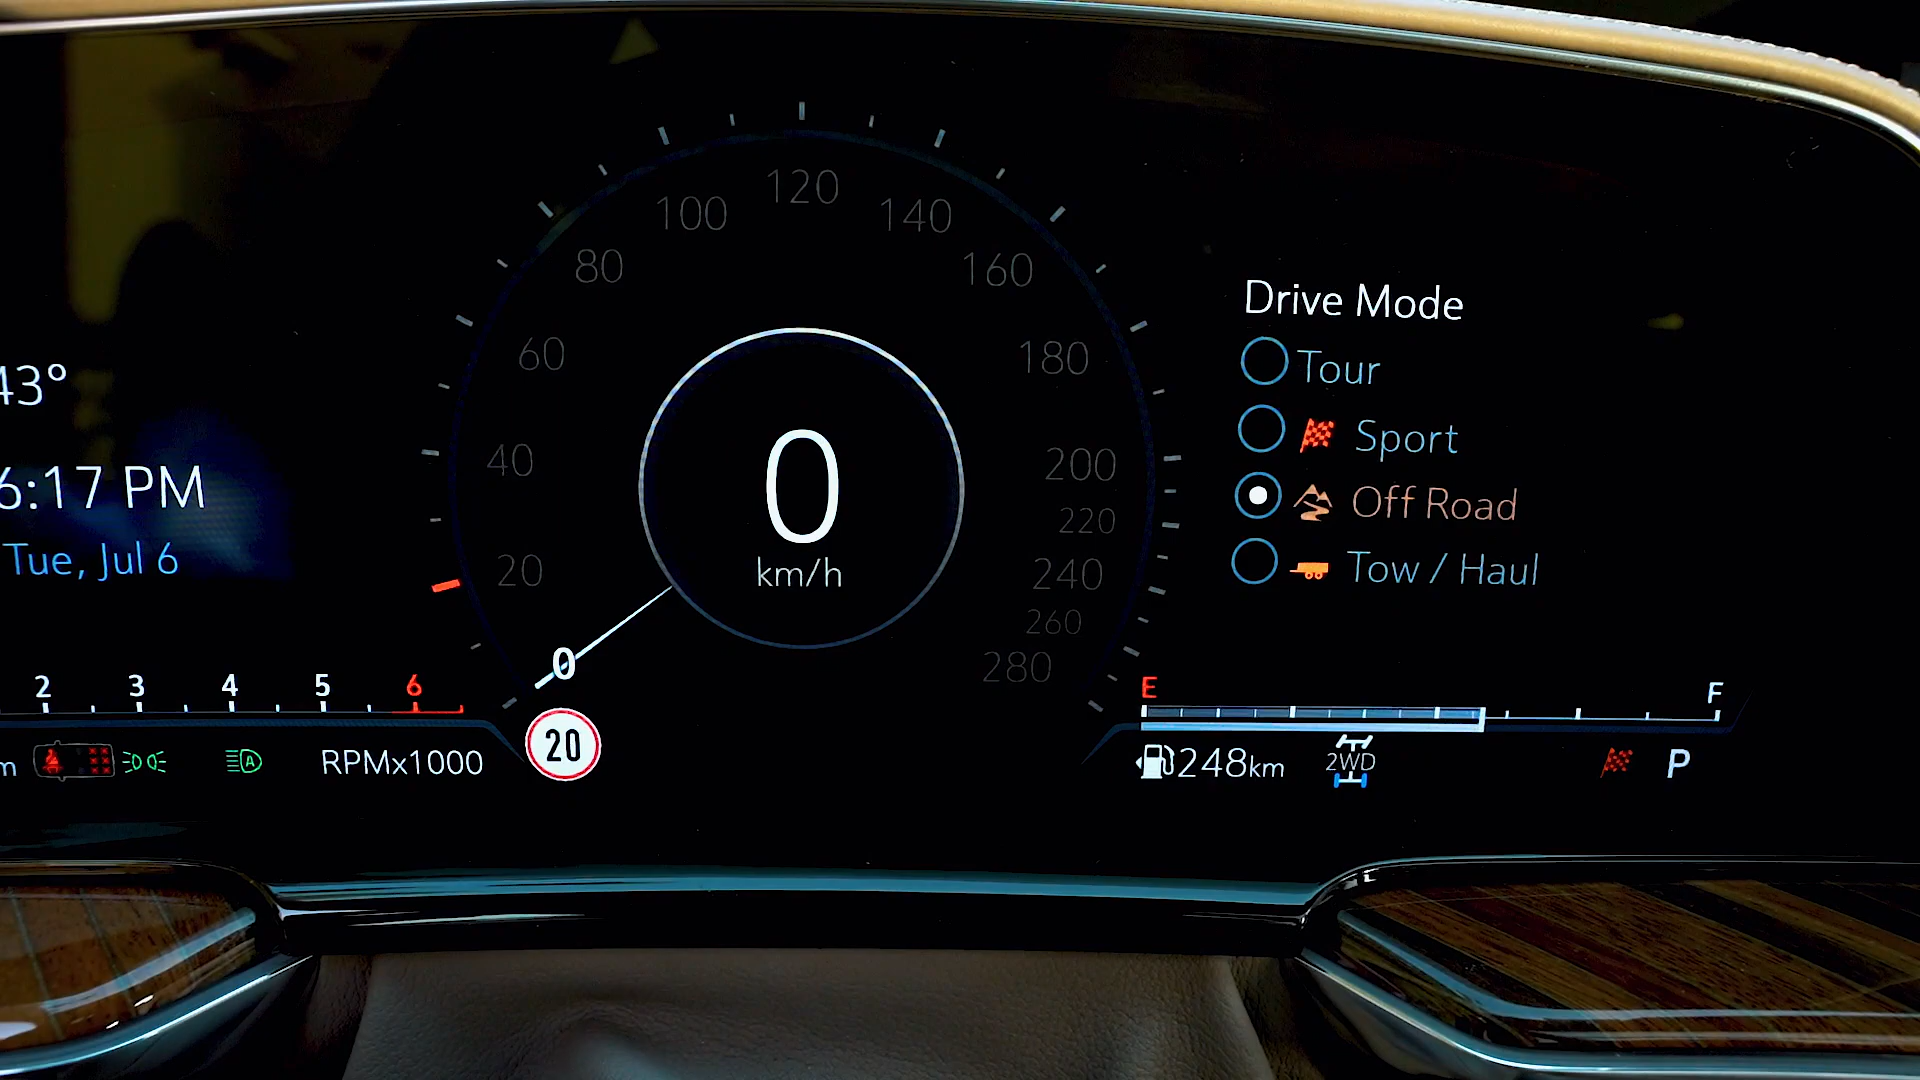 43°
6:17 PM
Tue, Jul 6
2 3 4 5 6
m
A
RPMx1000
120
100 140
80 160
60 180
40 200
220
20 240
260
0 280
0
km/h
20
Drive Mode
Tour
Sport
Off Road
Tow / Haul
E F
248km
2WD
P